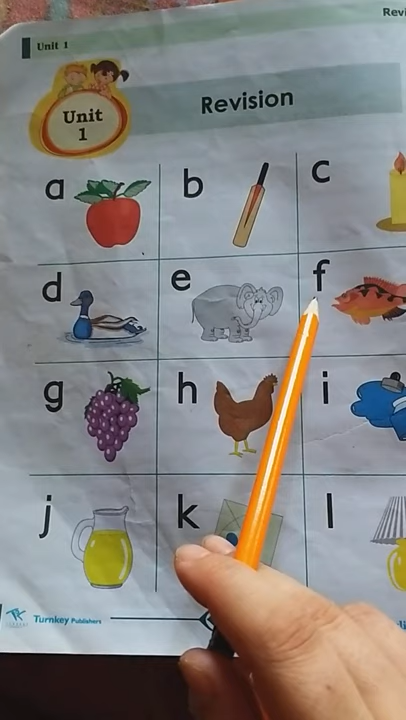 Unit 1
Revi
Unit
1
Revision
a
b
c
d
e
f
g
h
i
j
k
l
Turnkey Publishers